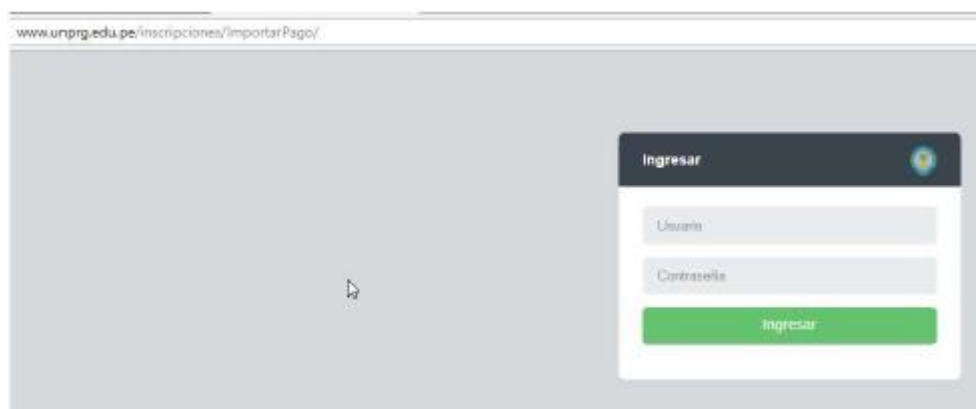 www.unprg.edu.pe/inscripciones/ImportarPago/
Ingresar
Usuario
Contraseña
Ingresar